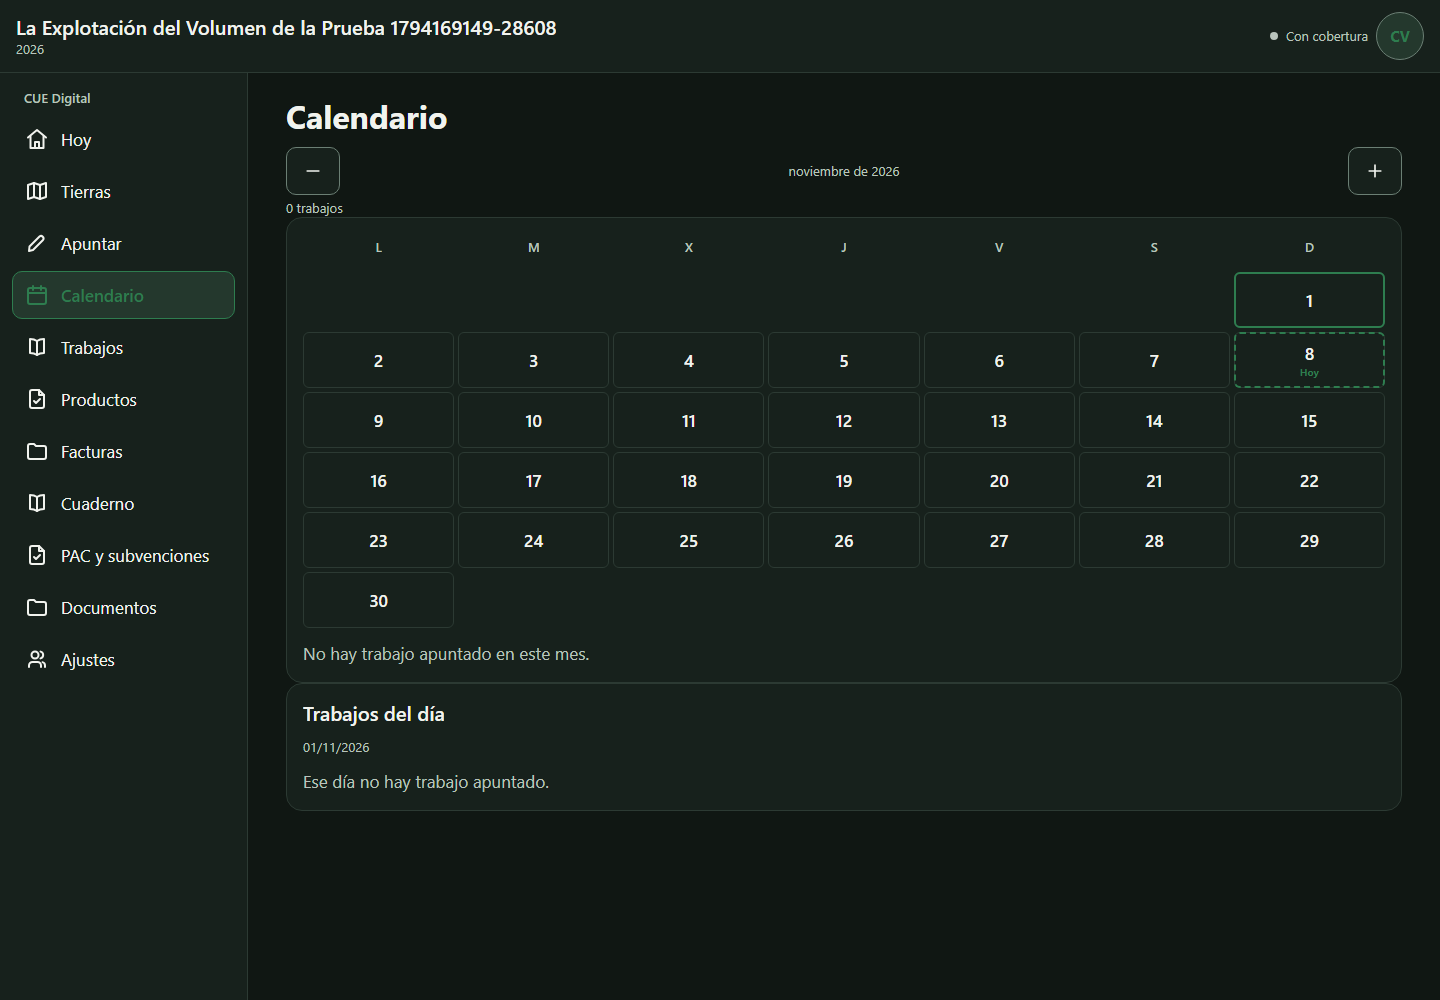 La Explotación del Volumen de la Prueba 1794169149-28608
2026
Con cobertura
CV
CUE Digital
Hoy
Tierras
Apuntar
Calendario
Trabajos
Productos
Facturas
Cuaderno
PAC y subvenciones
Documentos
Ajustes
Calendario
noviembre de 2026
0 trabajos
L M X J V S D
1
2 3 4 5 6 7 8
Hoy
9 10 11 12 13 14 15
16 17 18 19 20 21 22
23 24 25 26 27 28 29
30
No hay trabajo apuntado en este mes.
Trabajos del día
01/11/2026
Ese día no hay trabajo apuntado.